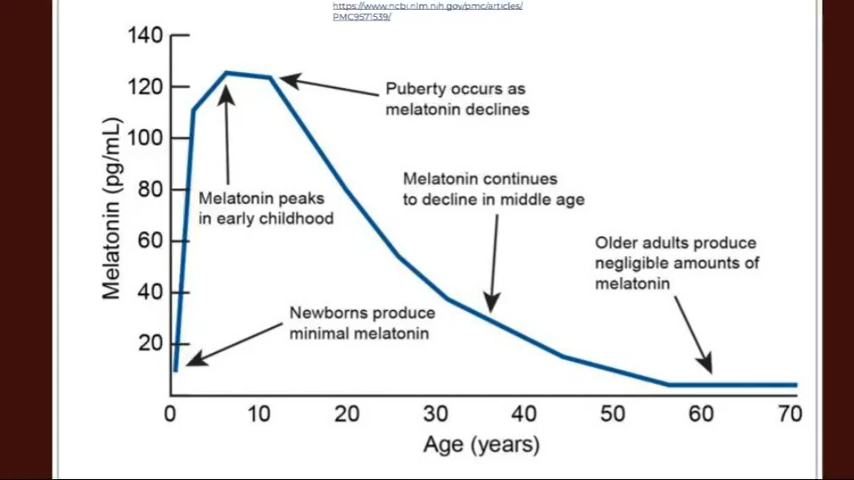 https://www.ncbi.nlm.nih.gov/pmc/articles/
PMC9571539/
140
120
100
80
60
40
20
Melatonin (pg/mL)
Puberty occurs as
melatonin declines
Melatonin peaks
in early childhood
Melatonin continues
to decline in middle age
Older adults produce
negligible amounts of
melatonin
Newborns produce
minimal melatonin
0 10 20 30 40 50 60 70
Age (years)